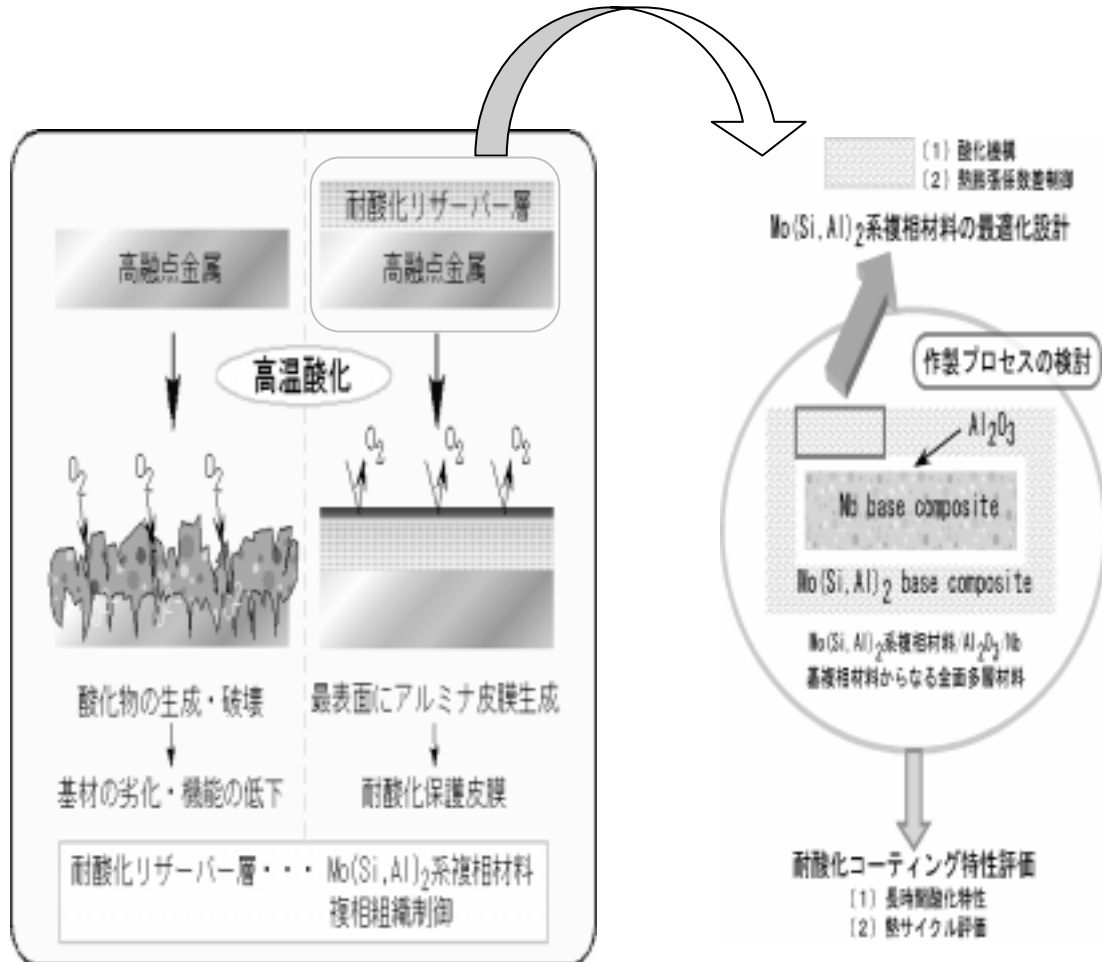 耐酸化リザーバー層
高融点金属
高融点金属
高温酸化
O2
O2
O2
O2
O2
O2
酸化物の生成・破壊
最表面にアルミナ皮膜生成
基材の劣化・機能の低下
耐酸化保護皮膜
耐酸化リザーバー層・・・ Mo(Si,Al)2系複相材料
複相組織制御
(1) 酸化機構
(2) 熱膨張係数差制御
Mo(Si,Al)2系複相材料の最適化設計
作製プロセスの検討
Al2O3
Nb base composite
Mo(Si,Al)2 base composite
Mo(Si,Al)2系複相材料/Al2O3/Nb
基複相材料からなる全面多層材料
耐酸化コーティング特性評価
(1) 長時間酸化特性
(2) 熱サイクル評価